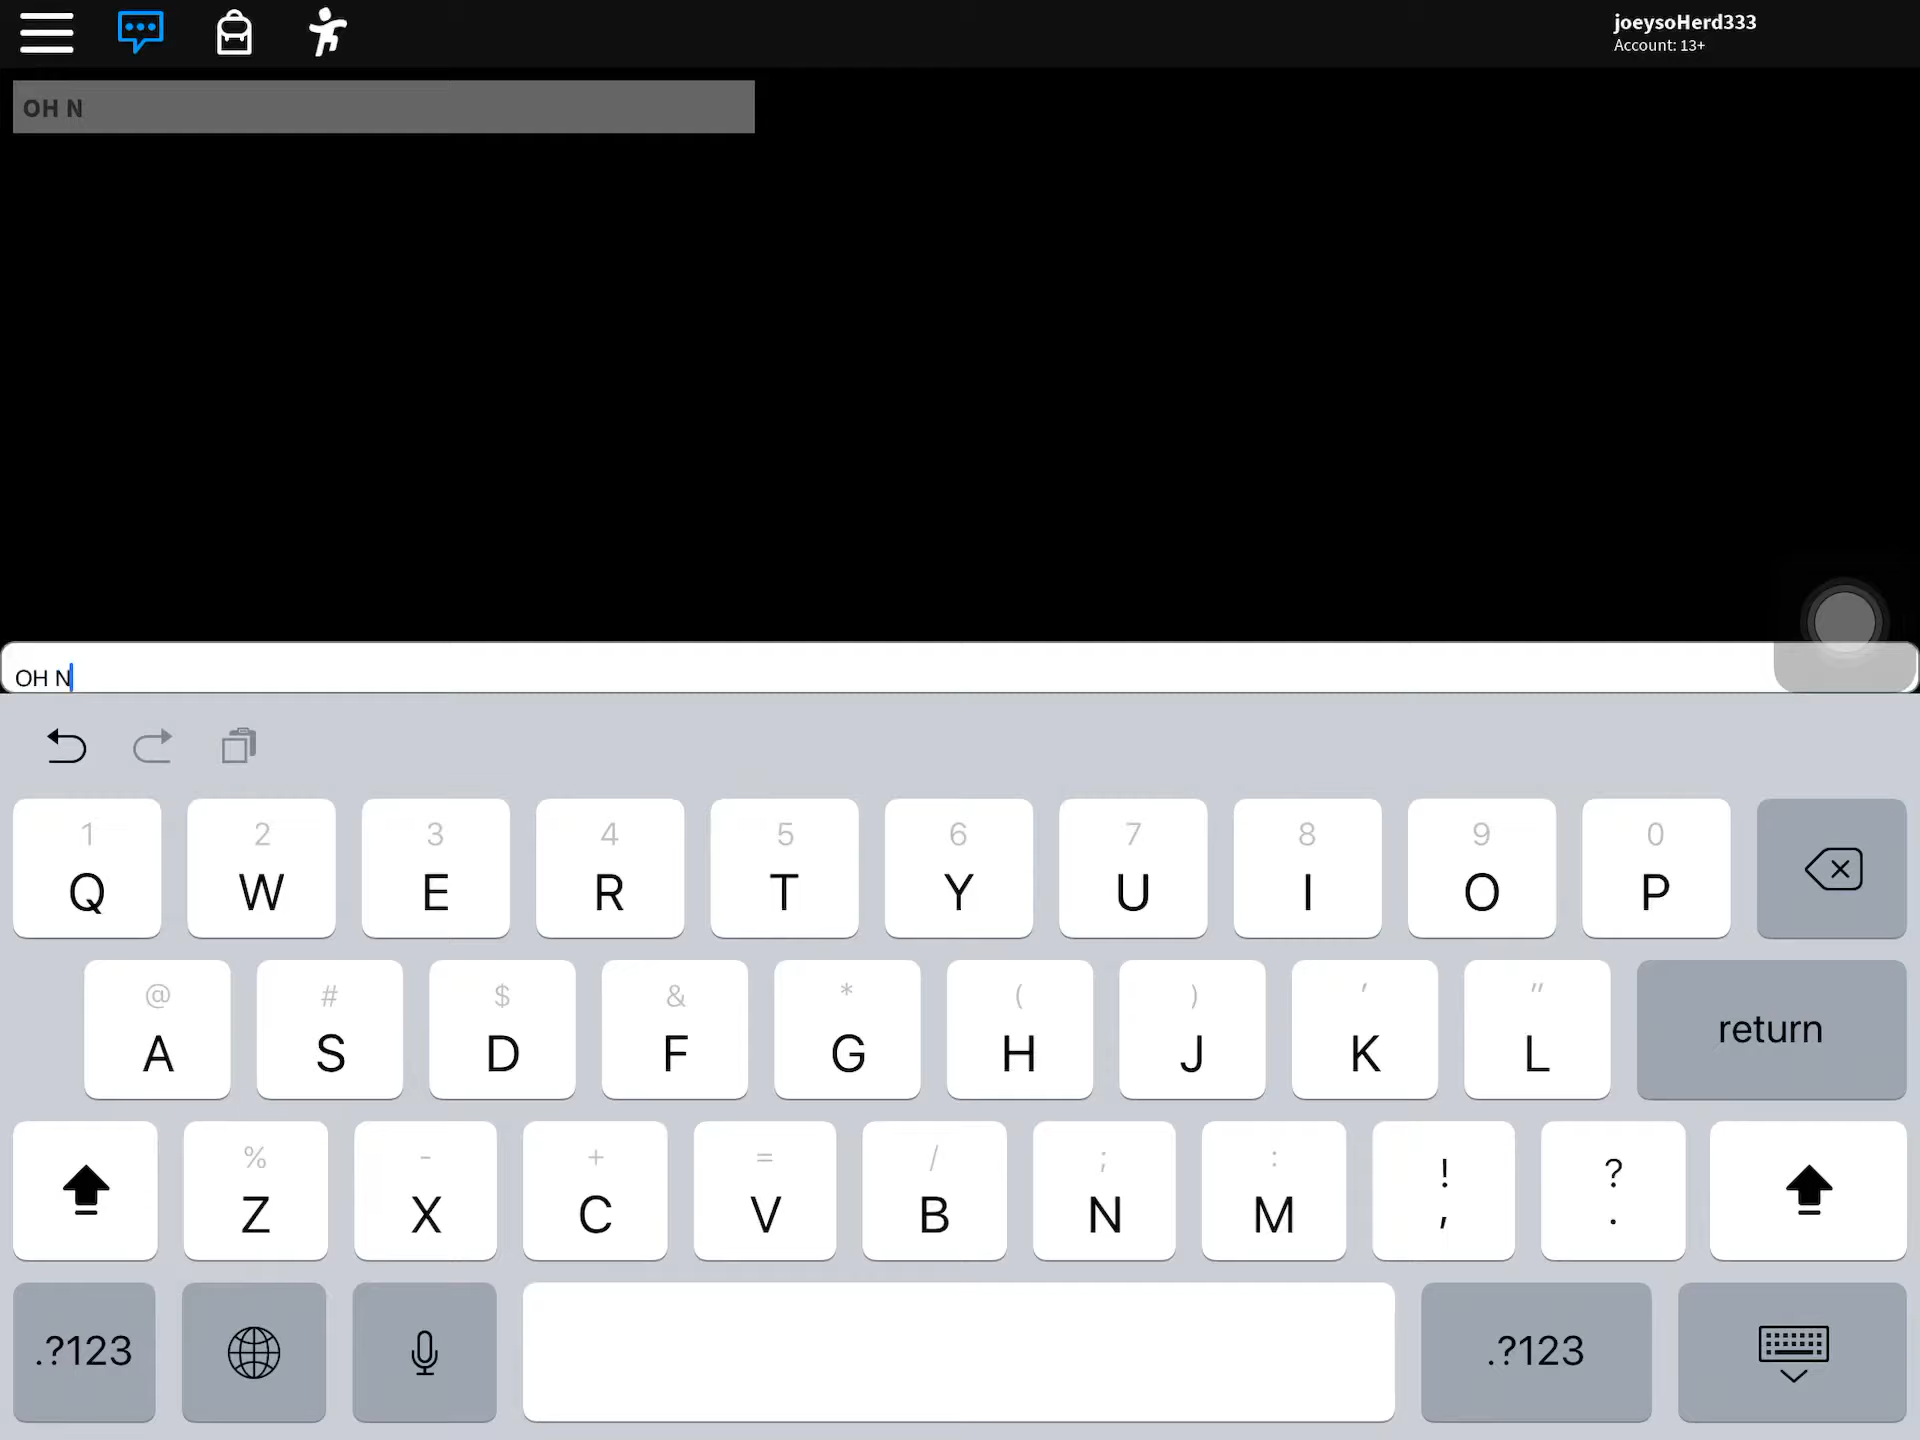 joeysoHerd333
Account: 13+
OH N
OH N
1 2 3 4 5 6 7 8 9 0
Q W E R T Y U I O P
@ # $ & * ( ) ' "
A S D F G H J K L return
% - + = / ; : ! ?
Z X C V B N M , .
.?123 .?123